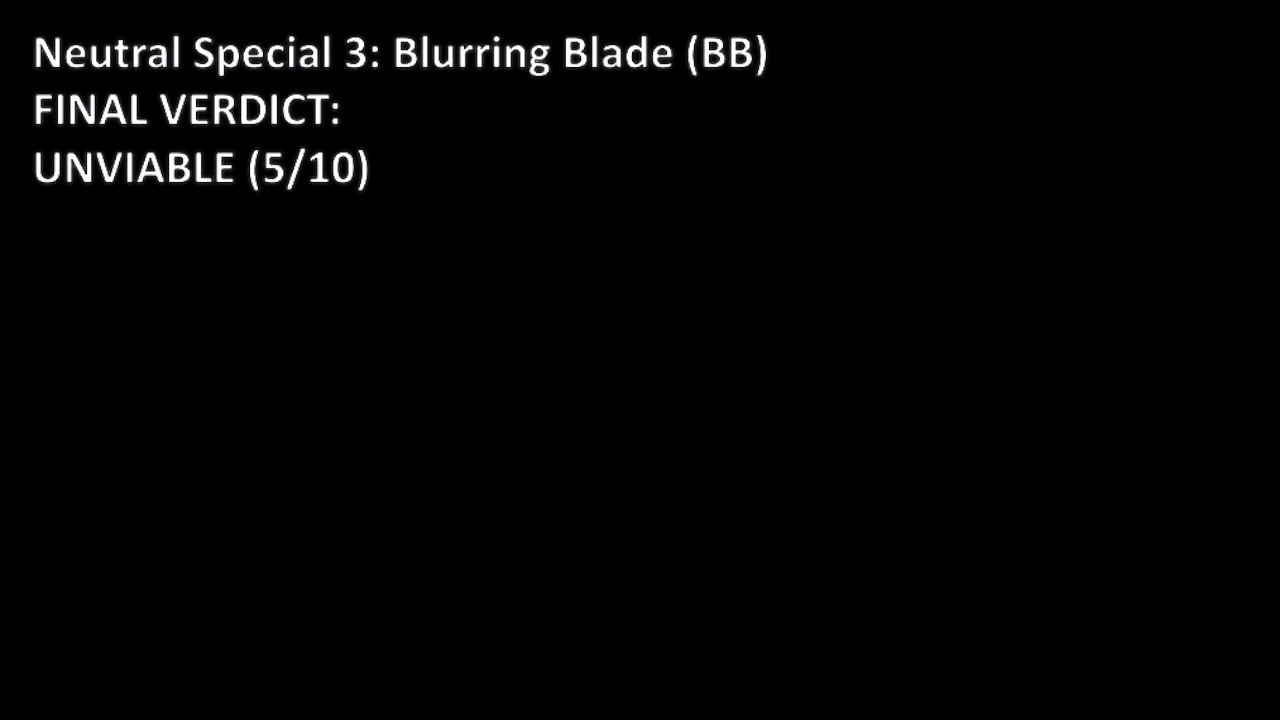 Neutral Special 3: Blurring Blade (BB)
FINAL VERDICT:
UNVIABLE (5/10)